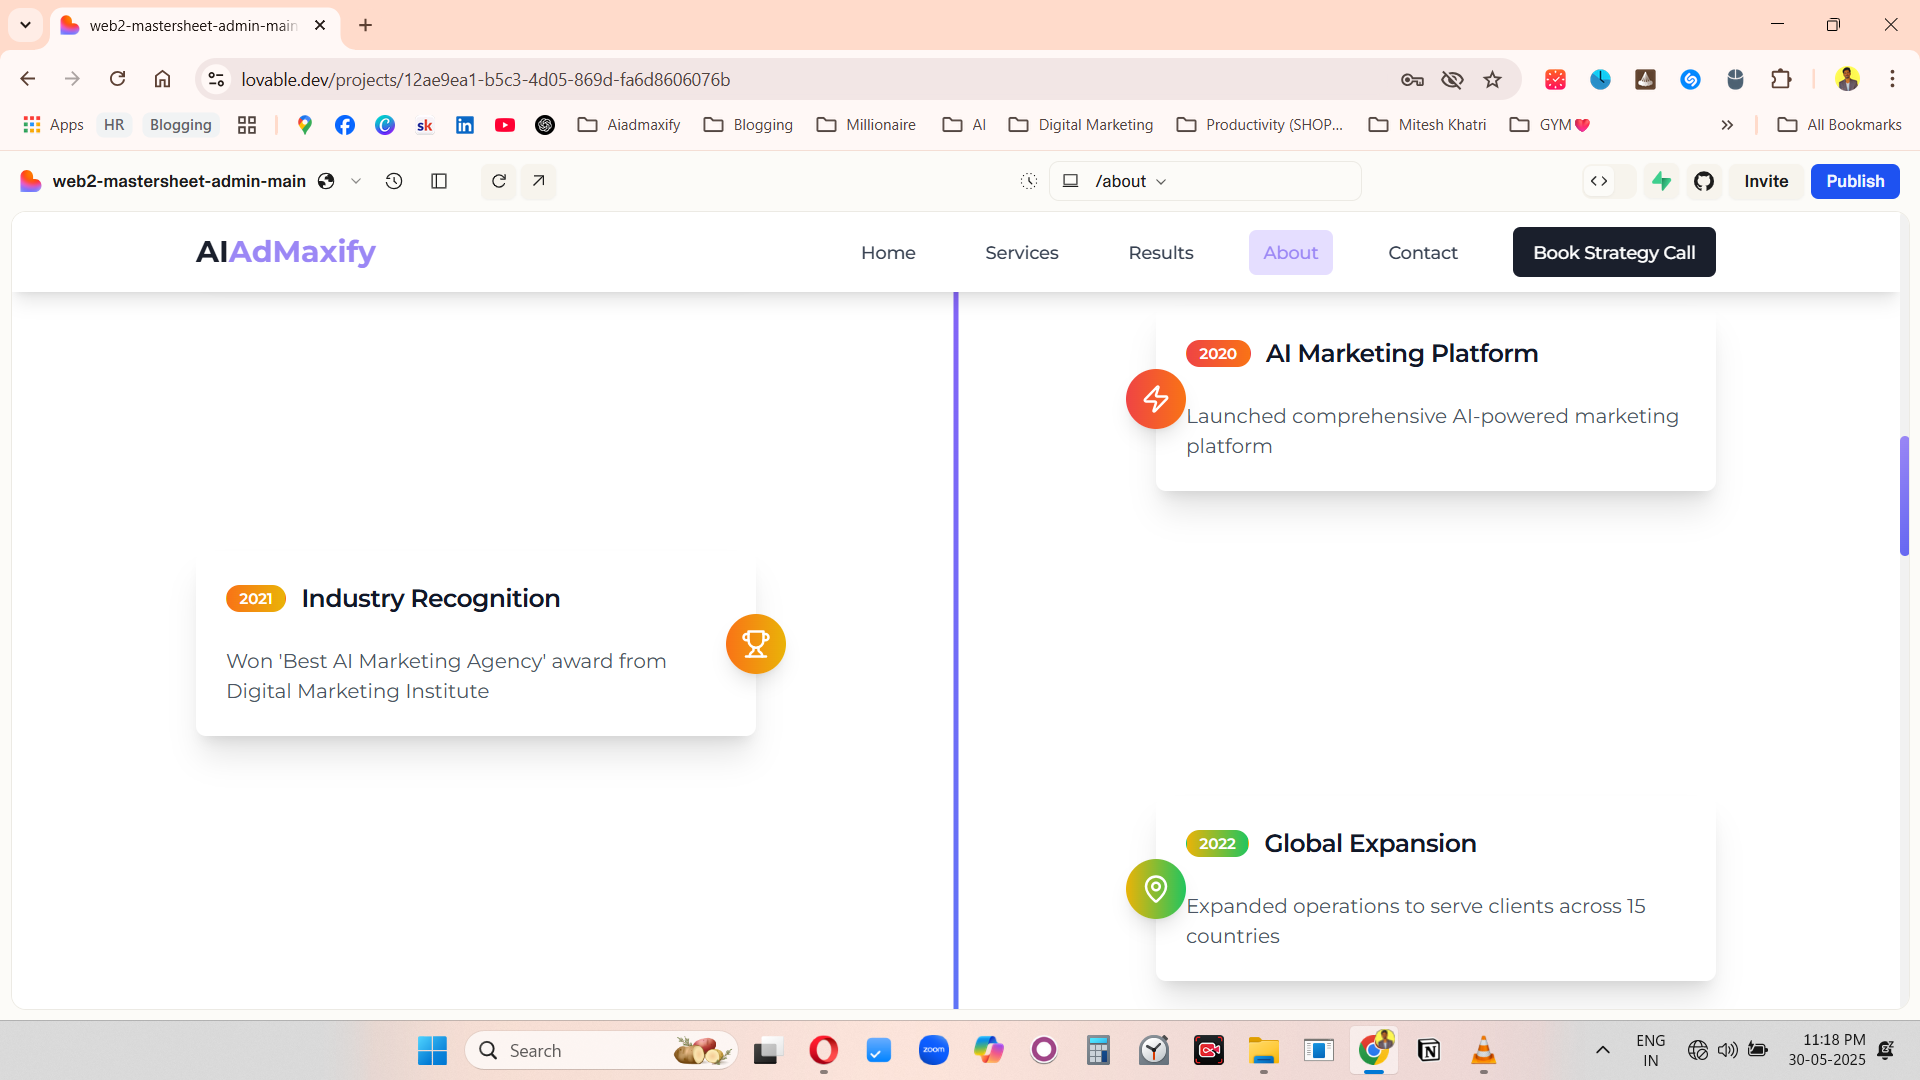 web2-mastersheet-admin-main
lovable.dev/projects/12ae9ea1-b5c3-4d05-869d-fa6d8606076b
Apps
HR
Blogging
sk
Aiadmaxify
Blogging
Millionaire
AI
Digital Marketing
Productivity (SHOP...
Mitesh Khatri
GYM❤
All Bookmarks
web2-mastersheet-admin-main
/about
Invite
Publish
AIAdMaxify
Home
Services
Results
About
Contact
Book Strategy Call
2020 AI Marketing Platform
Launched comprehensive AI-powered marketing
platform
2021 Industry Recognition
Won 'Best AI Marketing Agency' award from
Digital Marketing Institute
2022 Global Expansion
Expanded operations to serve clients across 15
countries
Search
zoom
ENG
IN
11:18 PM
30-05-2025